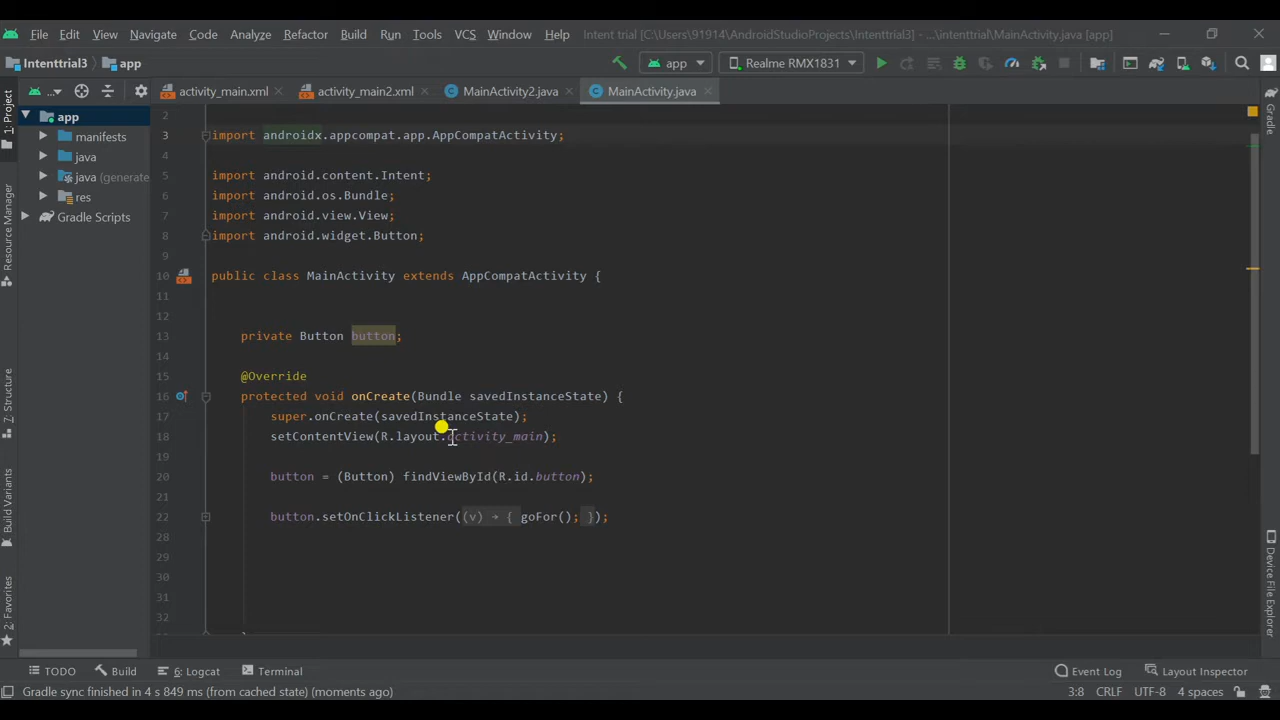 File Edit View Navigate Code Analyze Refactor Build Run Tools VCS Window Help Intent trial [C:\Users\91914\AndroidStudioProjects\Intenttrial3] - ...\intenttrial\MainActivity.java [app]
Intenttrial3 app app Realme RMX1831
... activity_main.xml activity_main2.xml MainActivity2.java MainActivity.java
1: Project
Resource Manager
7: Structure
Build Variants
2: Favorites
app
manifests
java
java (generate
res
Gradle Scripts
2
3 import androidx.appcompat.app.AppCompatActivity;
4
5 import android.content.Intent;
6 import android.os.Bundle;
7 import android.view.View;
8 import android.widget.Button;
9
10 public class MainActivity extends AppCompatActivity {
11
12
13 private Button button;
14
15 @Override
16 protected void onCreate(Bundle savedInstanceState) {
17 super.onCreate(savedInstanceState);
18 setContentView(R.layout.activity_main);
19
20 button = (Button) findViewById(R.id.button);
21
22 button.setOnClickListener((v) → { goFor(); });
28
29
30
31
32
}
Gradle
Device File Explorer
TODO Build 6: Logcat Terminal Event Log Layout Inspector
Gradle sync finished in 4 s 849 ms (from cached state) (moments ago) 3:8 CRLF UTF-8 4 spaces